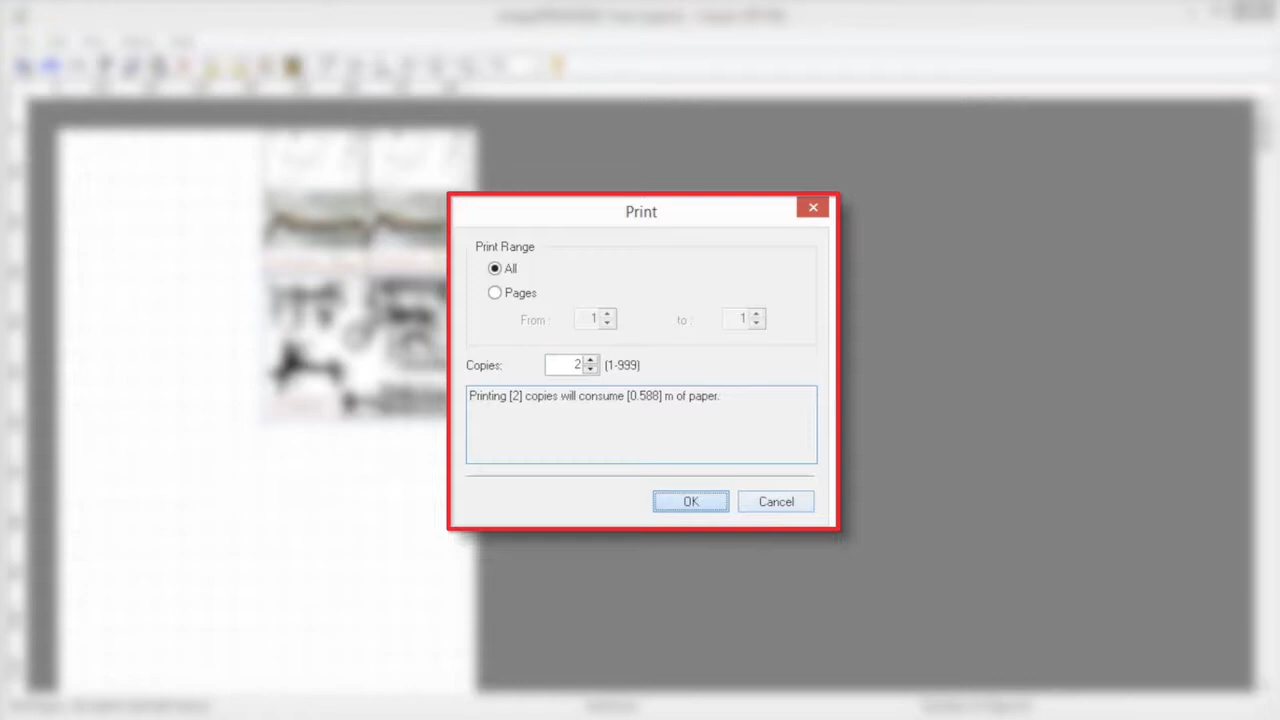 Print
Print Range
All
Pages
From : 1 to : 1
Copies: 2 (1-999)
Printing [2] copies will consume [0.588] m of paper.
OK Cancel